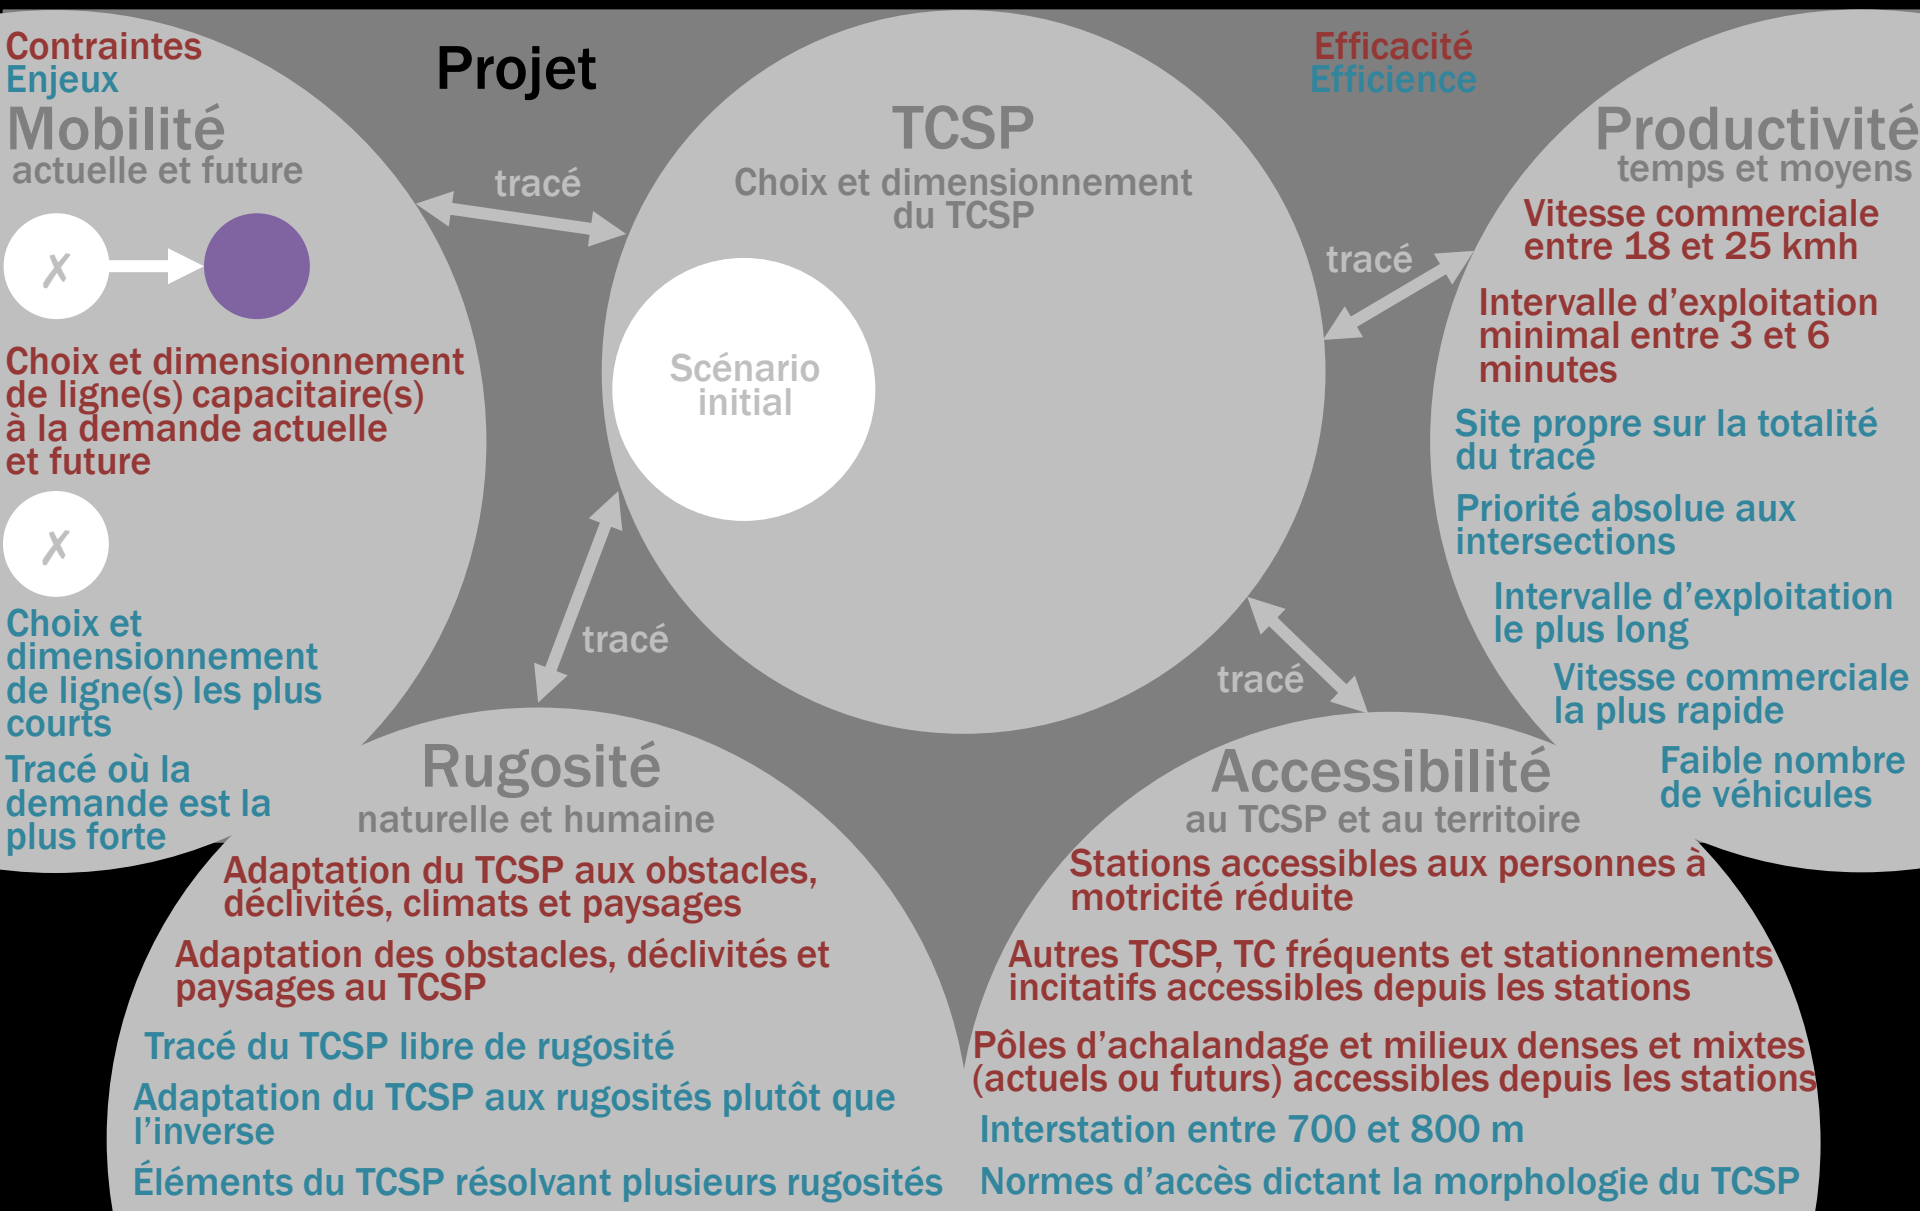 Contraintes
Enjeux
Mobilité
actuelle et future
✗
Choix et dimensionnement
de ligne(s) capacitaire(s)
à la demande actuelle
et future
✗
Choix et
dimensionnement
de ligne(s) les plus
courts
Tracé où la
demande est la
plus forte
Projet
tracé
TCSP
Choix et dimensionnement
du TCSP
Scénario
initial
tracé
tracé
tracé
Efficacité
Efficience
Productivité
temps et moyens
Vitesse commerciale
entre 18 et 25 kmh
Intervalle d’exploitation
minimal entre 3 et 6
minutes
Site propre sur la totalité
du tracé
Priorité absolue aux
intersections
Intervalle d’exploitation
le plus long
Vitesse commerciale
la plus rapide
Faible nombre
de véhicules
Rugosité
naturelle et humaine
Adaptation du TCSP aux obstacles,
déclivités, climats et paysages
Adaptation des obstacles, déclivités et
paysages au TCSP
Tracé du TCSP libre de rugosité
Adaptation du TCSP aux rugosités plutôt que
l’inverse
Éléments du TCSP résolvant plusieurs rugosités
Accessibilité
au TCSP et au territoire
Stations accessibles aux personnes à
motricité réduite
Autres TCSP, TC fréquents et stationnements
incitatifs accessibles depuis les stations
Pôles d’achalandage et milieux denses et mixtes
(actuels ou futurs) accessibles depuis les stations
Interstation entre 700 et 800 m
Normes d’accès dictant la morphologie du TCSP